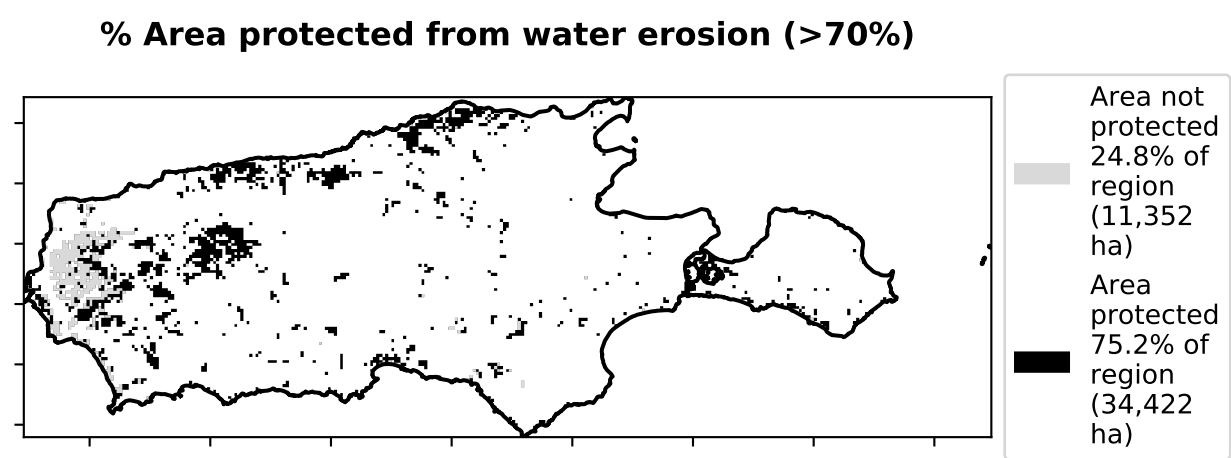 % Area protected from water erosion (>70%)
Area not
protected
24.8% of
region
(11,352
ha)
Area
protected
75.2% of
region
(34,422
ha)